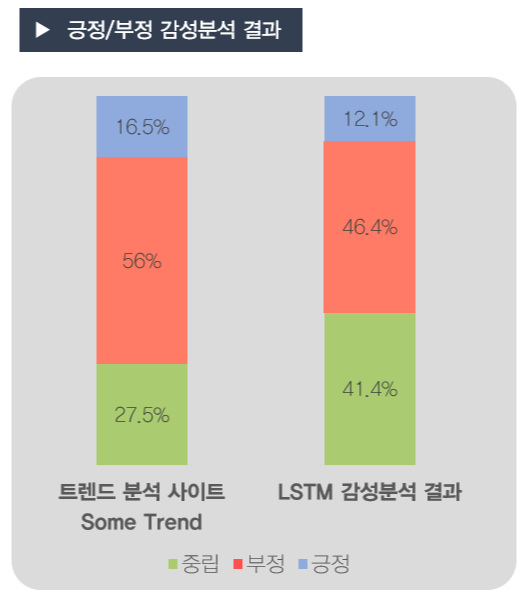 ▶ 긍정/부정 감성분석 결과
16.5% 12.1%
56% 46.4%
27.5% 41.4%
트렌드 분석 사이트 LSTM 감성분석 결과
Some Trend
중립 부정 긍정